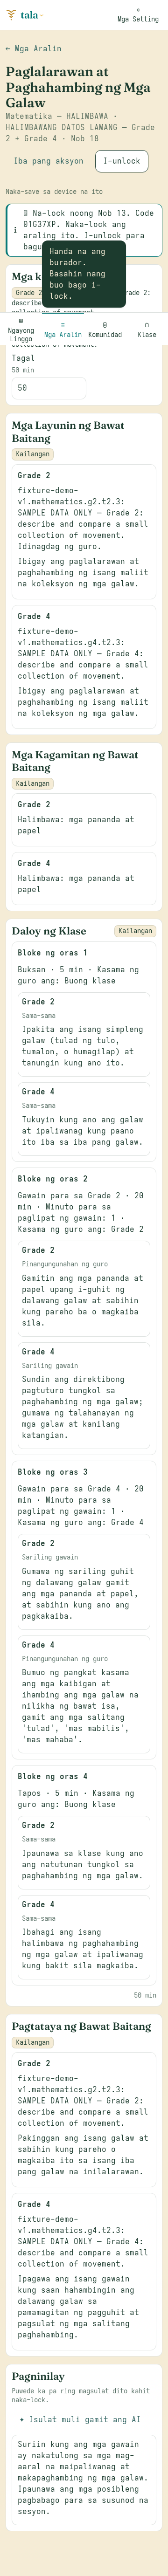 tala
Mga Setting
← Mga Aralin
Paglalarawan at
Paghahambing ng Mga
Galaw
Matematika — HALIMBAWA ·
HALIMBAWANG DATOS LAMANG — Grade
2 + Grade 4 · Nob 18
Iba pang aksyon
I-unlock
Naka-save sa device na ito
Na-lock noong Nob 13. Code
Naka-lock ang
araling ito. I-unlock para
Handa na ang
burador.
Basahin nang
buo bago i-
lock.
Ngayong
Linggo
Mga Aralin
Komunidad
Klase
Tagal
50 min
50
Mga Layunin ng Bawat
Baitang
Kailangan
Grade 2
fixture-demo-
v1.mathematics.g2.t2.3:
SAMPLE DATA ONLY — Grade 2:
describe and compare a small
collection of movement.
Idinagdag ng guro.
Ibigay ang paglalarawan at
paghahambing ng isang maliit
na koleksyon ng mga galaw.
Grade 4
fixture-demo-
v1.mathematics.g4.t2.3:
SAMPLE DATA ONLY — Grade 4:
describe and compare a small
collection of movement.
Ibigay ang paglalarawan at
paghahambing ng isang maliit
na koleksyon ng mga galaw.
Mga Kagamitan ng Bawat
Baitang
Kailangan
Grade 2
Halimbawa: mga pananda at
papel
Grade 4
Halimbawa: mga pananda at
papel
Daloy ng Klase
Kailangan
Bloke ng oras 1
Buksan · 5 min · Kasama ng
guro ang: Buong klase
Grade 2
Sama-sama
Ipakita ang isang simpleng
galaw (tulad ng tulo,
tumalon, o humagilap) at
tanungin kung ano ito.
Grade 4
Sama-sama
Tukuyin kung ano ang galaw
at ipaliwanag kung paano
ito iba sa iba pang galaw.
Bloke ng oras 2
Gawain para sa Grade 2 · 20
min · Minuto para sa
paglipat ng gawain: 1 ·
Kasama ng guro ang: Grade 2
Grade 2
Pinangungunahan ng guro
Gamitin ang mga pananda at
papel upang i-guhit ng
dalawang galaw at sabihin
kung pareho ba o magkaiba
sila.
Grade 4
Sariling gawain
Sundin ang direktibong
pagtuturo tungkol sa
paghahambing ng mga galaw;
gumawa ng talahanayan ng
mga galaw at kanilang
katangian.
Bloke ng oras 3
Gawain para sa Grade 4 · 20
min · Minuto para sa
paglipat ng gawain: 1 ·
Kasama ng guro ang: Grade 4
Grade 2
Sariling gawain
Gumawa ng sariling guhit
ng dalawang galaw gamit
ang mga pananda at papel,
at sabihin kung ano ang
pagkakaiba.
Grade 4
Pinangungunahan ng guro
Bumuo ng pangkat kasama
ang mga kaibigan at
ihambing ang mga galaw na
nilikha ng bawat isa,
gamit ang mga salitang
'tulad', 'mas mabilis',
'mas mahaba'.
Bloke ng oras 4
Tapos · 5 min · Kasama ng
guro ang: Buong klase
Grade 2
Sama-sama
Ipaunawa sa klase kung ano
ang natutunan tungkol sa
paghahambing ng mga galaw.
Grade 4
Sama-sama
Ibahagi ang isang
halimbawa ng paghahambing
ng mga galaw at ipaliwanag
kung bakit sila magkaiba.
50 min
Pagtataya ng Bawat Baitang
Kailangan
Grade 2
fixture-demo-
v1.mathematics.g2.t2.3:
SAMPLE DATA ONLY — Grade 2:
describe and compare a small
collection of movement.
Pakinggan ang isang galaw at
sabihin kung pareho o
magkaiba ito sa isang iba
pang galaw na inilalarawan.
Grade 4
fixture-demo-
v1.mathematics.g4.t2.3:
SAMPLE DATA ONLY — Grade 4:
describe and compare a small
collection of movement.
Ipagawa ang isang gawain
kung saan hahambingin ang
dalawang galaw sa
pamamagitan ng pagguhit at
pagsulat ng mga salitang
paghahambing.
Pagninilay
Puwede ka pa ring magsulat dito kahit
naka-lock.
✦ Isulat muli gamit ang AI
Suriin kung ang mga gawain
ay nakatulong sa mga mag-
aaral na maipaliwanag at
makapaghambing ng mga galaw.
Ipaunawa ang mga posibleng
pagbabago para sa susunod na
sesyon.